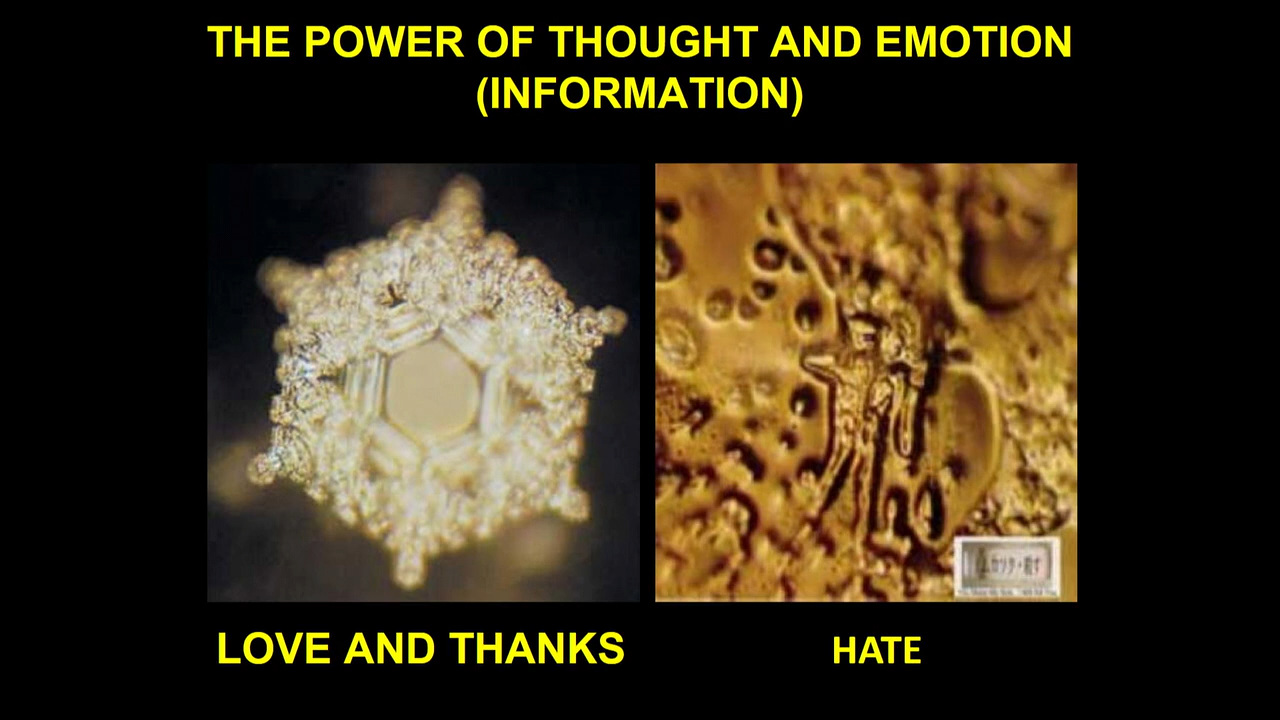 THE POWER OF THOUGHT AND EMOTION
(INFORMATION)
LOVE AND THANKS
HATE